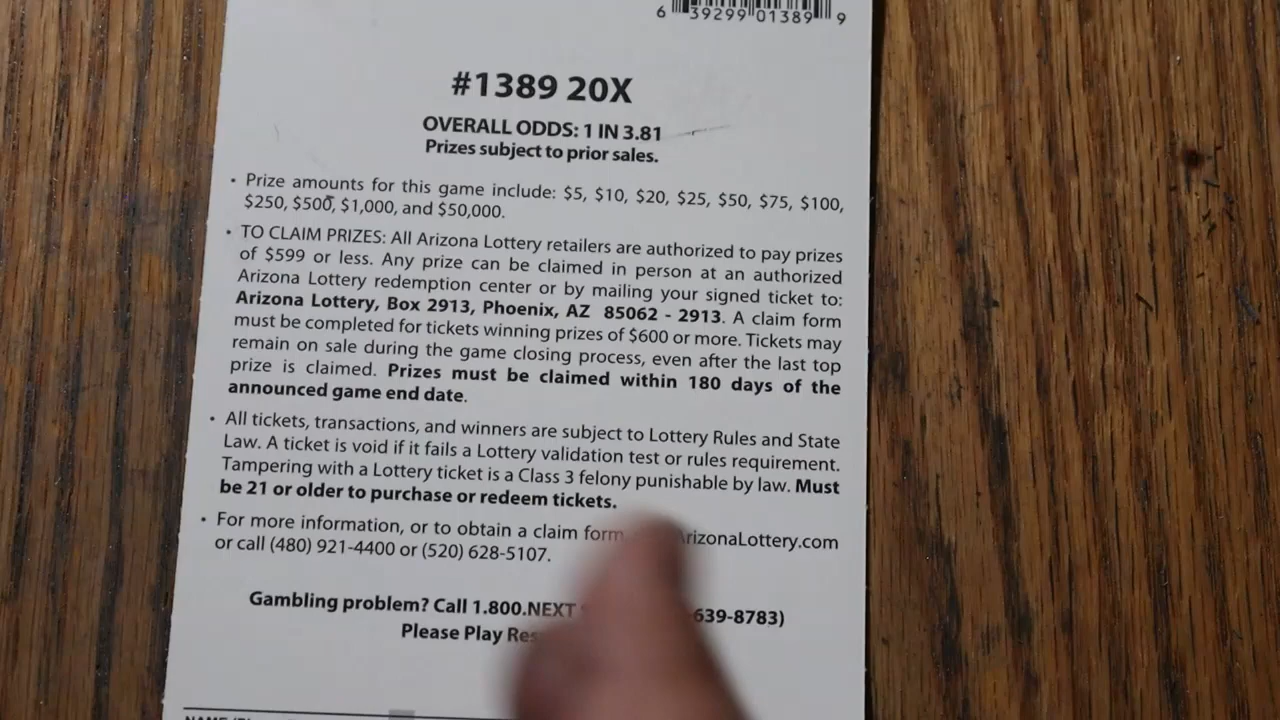 6 39299 01389 9
#1389 20X
OVERALL ODDS: 1 IN 3.81
Prizes subject to prior sales.
• Prize amounts for this game include: $5, $10, $20, $25, $50, $75, $100,
$250, $500, $1,000, and $50,000.
• TO CLAIM PRIZES: All Arizona Lottery retailers are authorized to pay prizes
of $599 or less. Any prize can be claimed in person at an authorized
Arizona Lottery redemption center or by mailing your signed ticket to:
Arizona Lottery, Box 2913, Phoenix, AZ 85062 - 2913. A claim form
must be completed for tickets winning prizes of $600 or more. Tickets may
remain on sale during the game closing process, even after the last top
prize is claimed. Prizes must be claimed within 180 days of the
announced game end date.
• All tickets, transactions, and winners are subject to Lottery Rules and State
Law. A ticket is void if it fails a Lottery validation test or rules requirement.
Tampering with a Lottery ticket is a Class 3 felony punishable by law. Must
be 21 or older to purchase or redeem tickets.
• For more information, or to obtain a claim form, ArizonaLottery.com
or call (480) 921-4400 or (520) 628-5107.
Gambling problem? Call 1.800.NEXT 639-8783)
Please Play